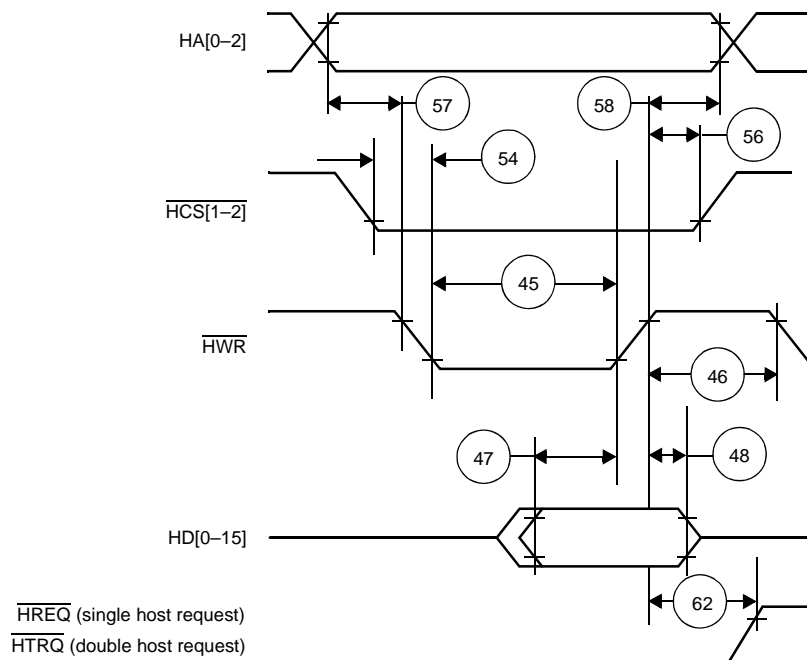 HA[0–2]
57
58
56
54
HCS[1–2]
45
HWR
46
47
48
HD[0–15]
62
HREQ (single host request)
HTRQ (double host request)